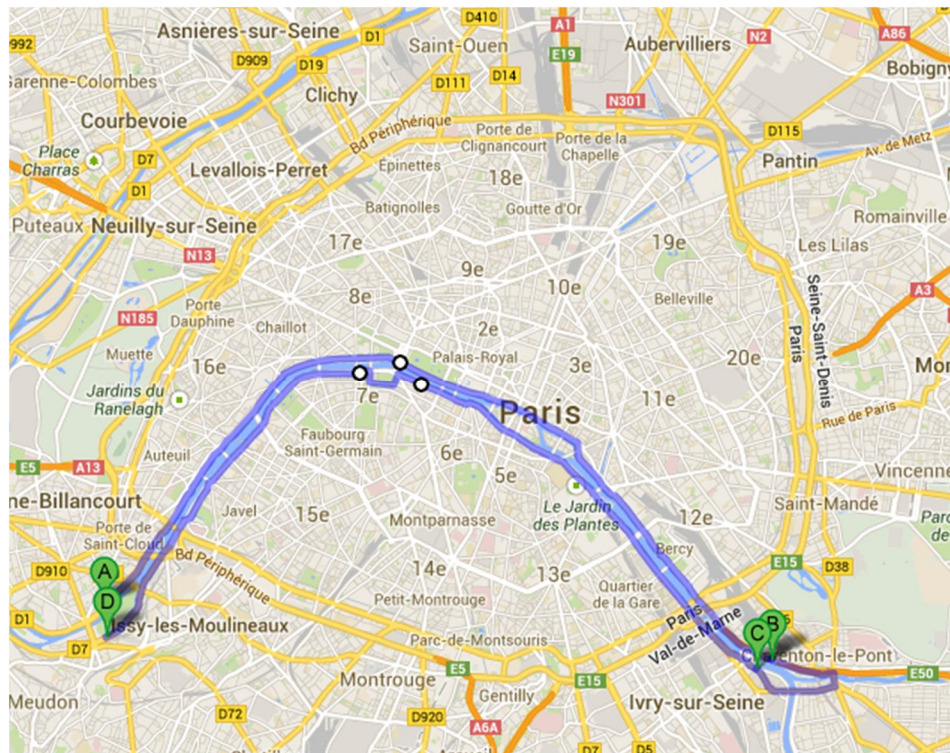 D410
A1
Asnières-sur-Seine
D1
992
Saint-Ouen
Aubervilliers
N2
A86
E19
D909
D19
D14
D111
Bobigny
arenne-Colombes
Clichy
N301
Courbevoie
Bd Périphérique
Porte de
Clignancourt
Porte de la
Chapelle
D115
Av. de Metz
Place
Charras
D7
Épinettes
Pantin
Levallois-Perret
18e
D1
Batignolles
Goutte d'Or
Romainville
Puteaux
Neuilly-sur-Seine
17e
19e
Les Lilas
N13
9e
10e
8e
Belleville
A3
Porte
Dauphine
N185
Chaillot
2e
Seine-Saint-Denis
Paris
Muette
16e
Palais-Royal
3e
20e
Jardins du
Ranelagh
7e
11e
Paris
Rue de Paris
Faubourg
Saint-Germain
Auteuil
6e
E5
A13
5e
Vincenn
ne-Billancourt
Le Jardin
des Plantes
Saint-Mandé
Javel
15e
Montparnasse
12e
Porte de
Saint-Cloud
Bercy
Bd Périphérique
E15
D38
D910
A
14e
13e
Quartier
de la Gare
D
Petit-Montrouge
Paris
Val-de-Marne
D1
Issy-les-Moulineaux
C
B
D7
Parc-de-Montsouris
Charenton-le-Pont
E5
E15
E50
Montrouge
Gentilly
Ivry-sur-Seine
Meudon
D72
D920
A6A
D7
D5